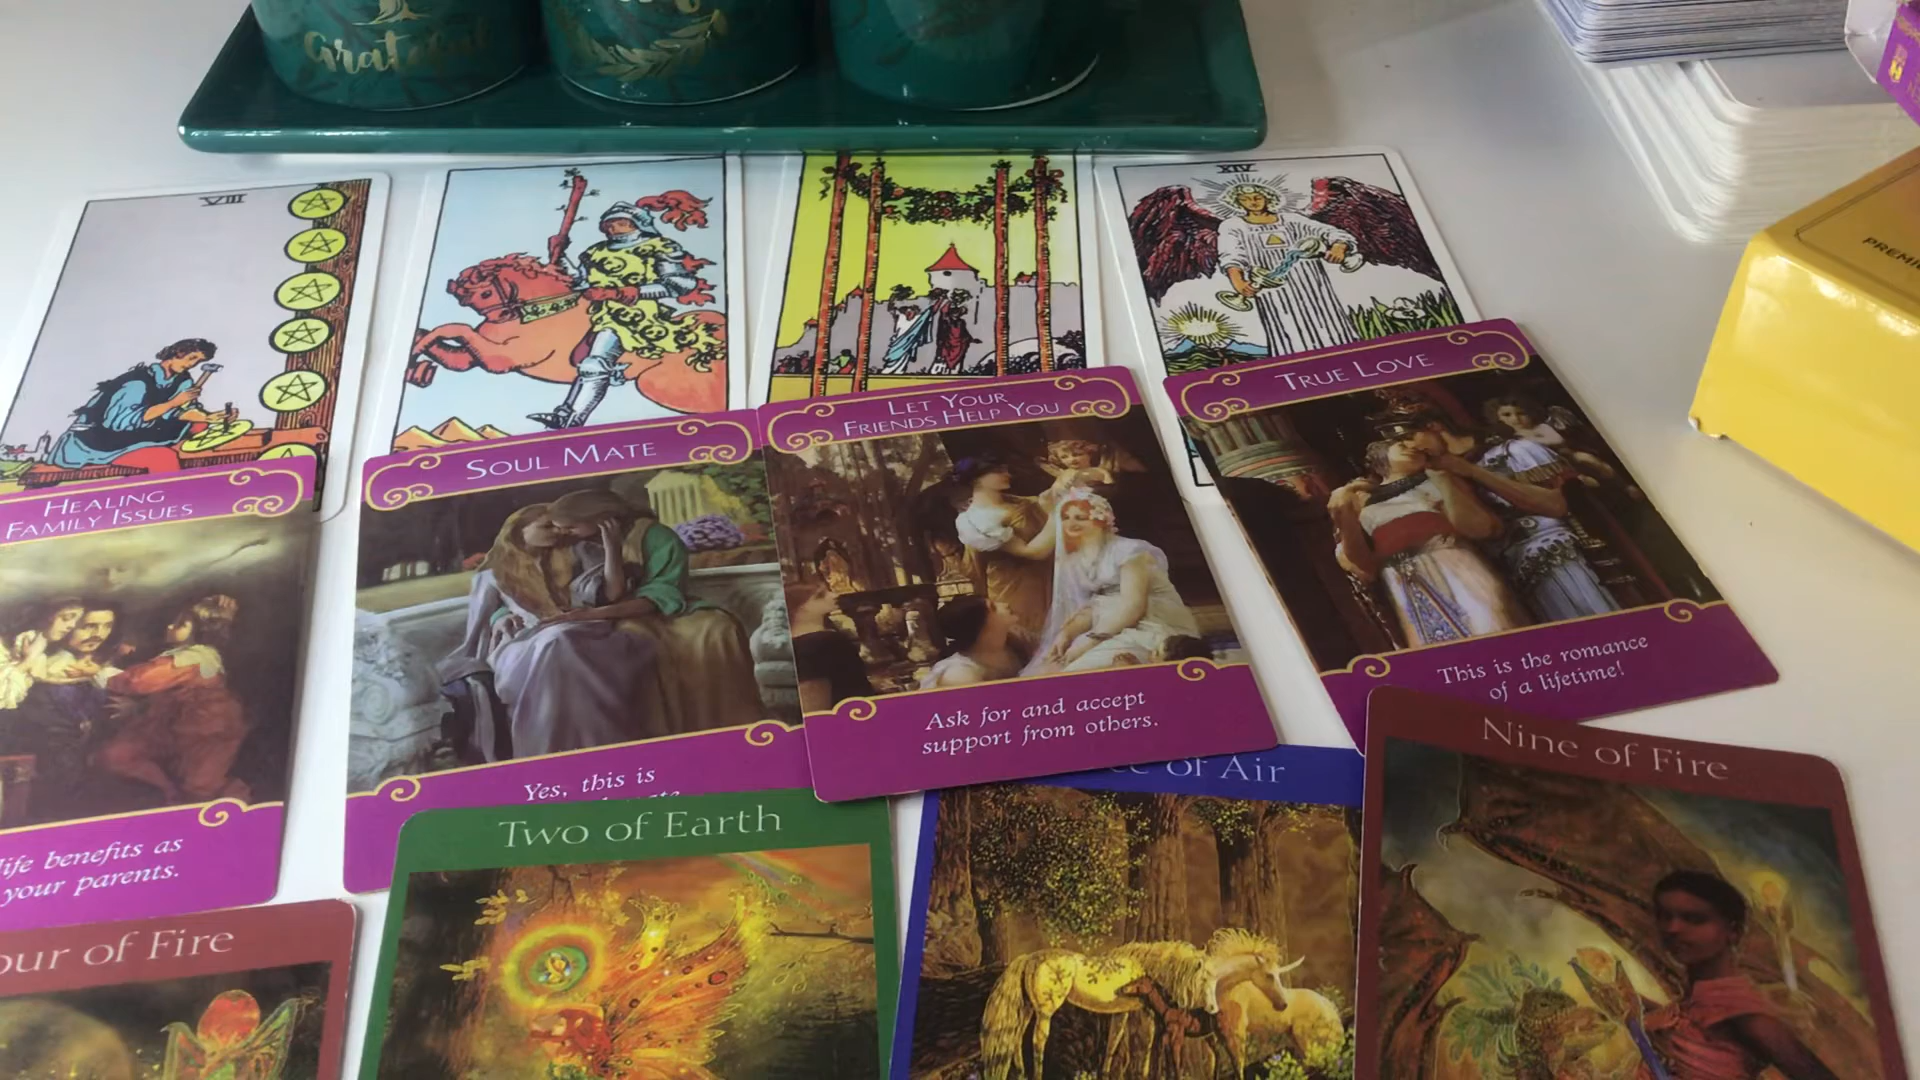 Grateful
VIII
XIV
PREMI
HEALING
FAMILY ISSUES
SOUL MATE
LET YOUR
FRIENDS HELP YOU
TRUE LOVE
This is the romance
of a lifetime!
Ask for and accept
support from others.
Yes, this is
life benefits as
your parents.
Two of Earth
of Air
Nine of Fire
our of Fire